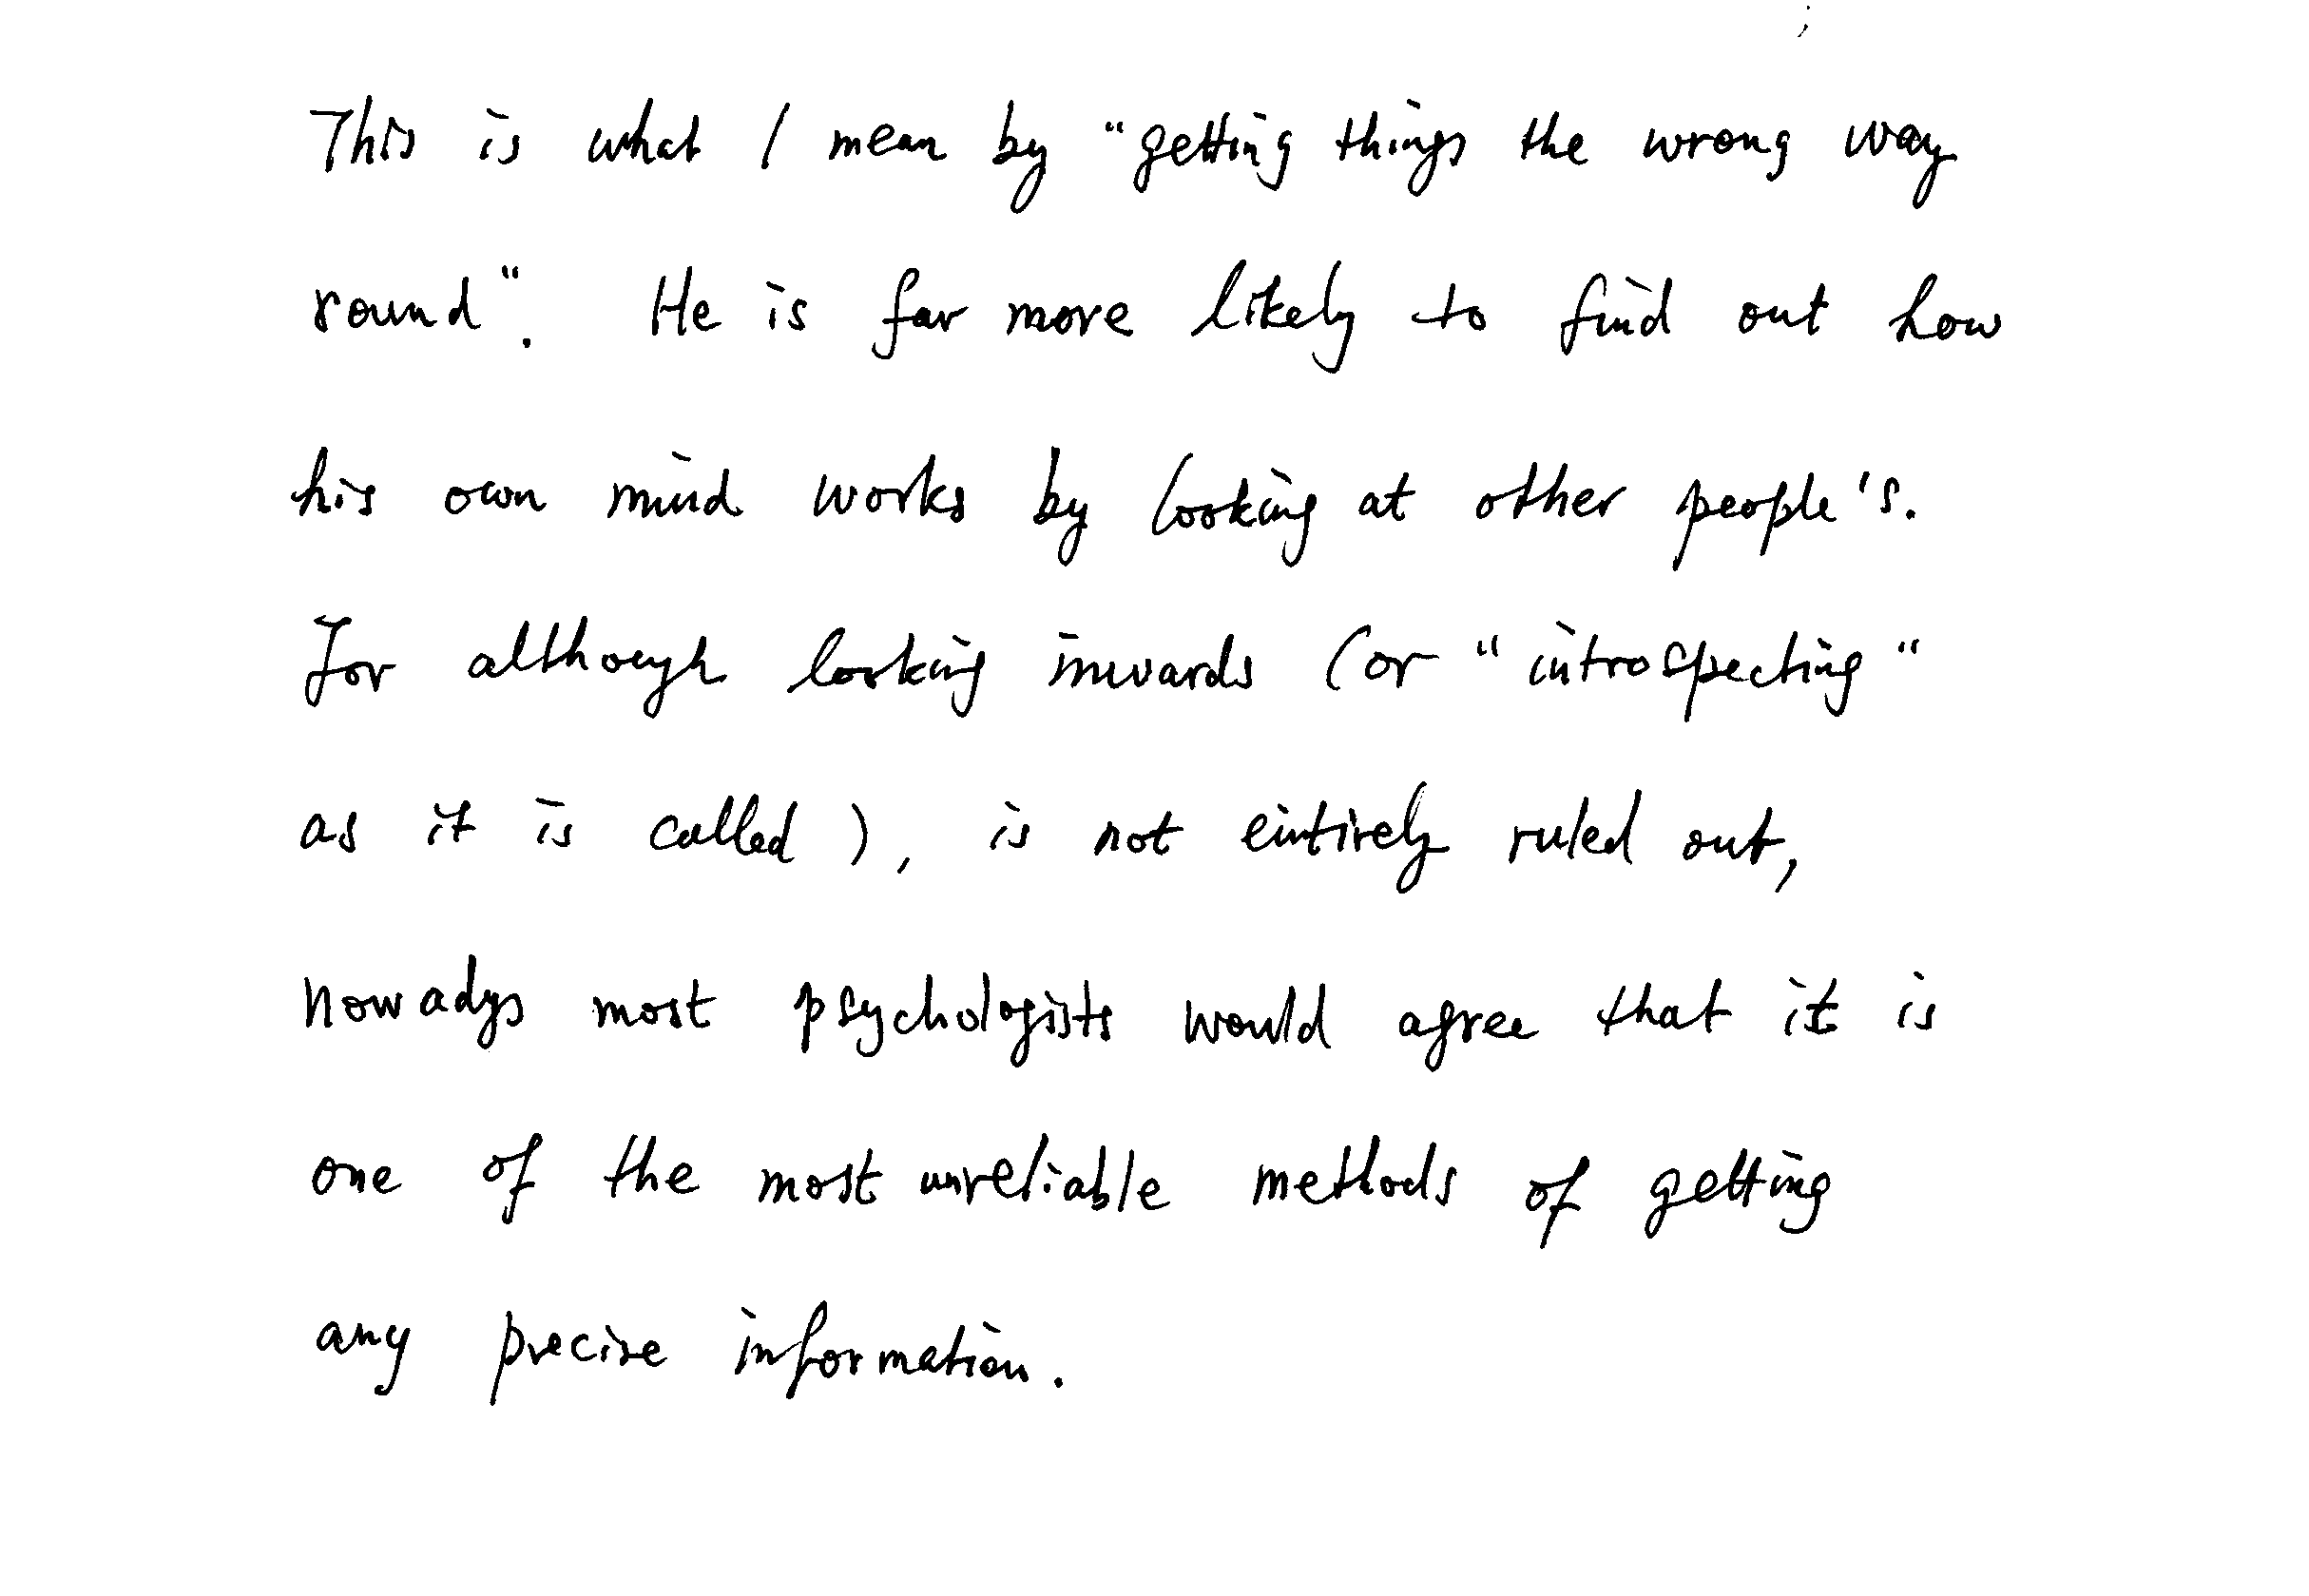 This is what I mean by "getting things the wrong way
round". He is far more likely to find out how
his own mind works by looking at other people's.
For although looking inwards (or "introspecting"
as it is called), is not entirely ruled out,
nowadys most psychologists would agree that it is
one of the most unreliable methods of getting
any precise information.